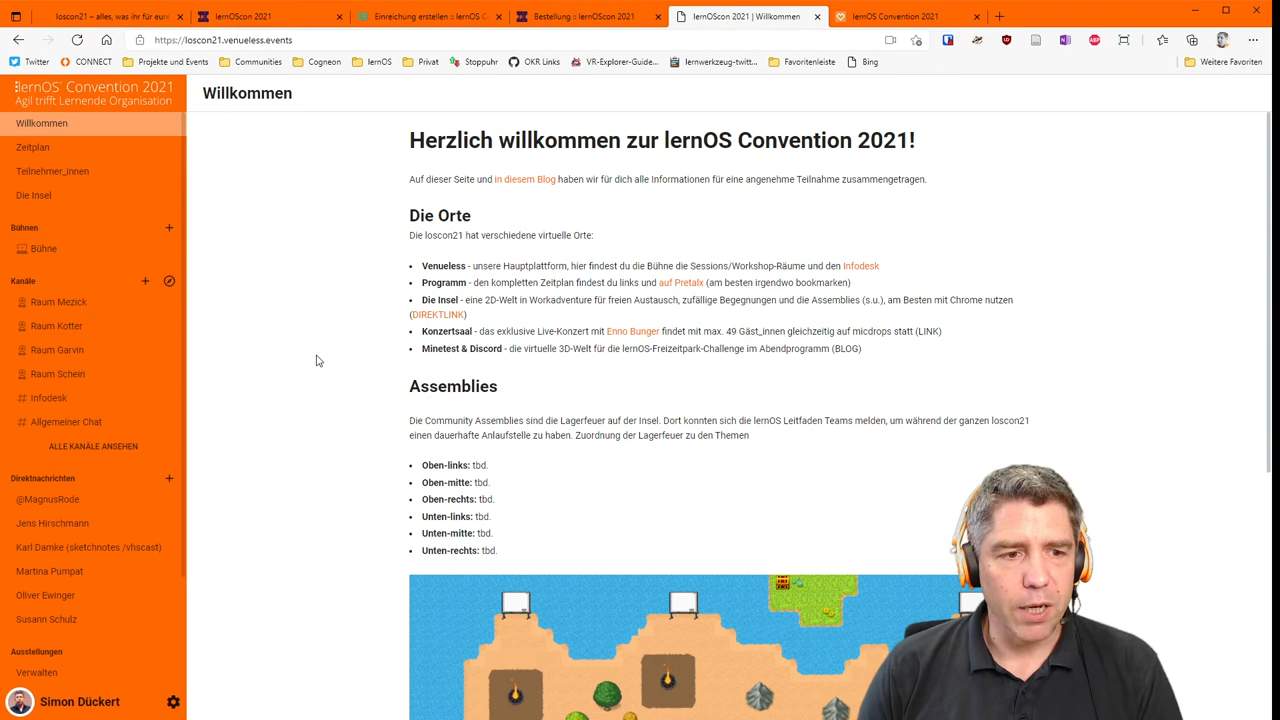 loscon21 – alles, was ihr für eure
lernOScon 2021
Einreichung erstellen :: lernOS C
Bestellung :: lernOScon 2021
lernOScon 2021 | Willkommen
lernOS Convention 2021
https://loscon21.venueless.events
ABP
Twitter
CONNECT
Projekte und Events
Communities
Cogneon
lernOS
Privat
Stoppuhr
OKR Links
VR-Explorer-Guide...
lernwerkzeug-twitt...
Favoritenleiste
Bing
Weitere Favoriten
lernOS Convention 2021
Agil trifft Lernende Organisation
Willkommen
Willkommen
Zeitplan
Teilnehmer_innen
Die Insel
Bühnen
Bühne
Kanäle
Raum Mezick
Raum Kotter
Raum Garvin
Raum Schein
# Infodesk
# Allgemeiner Chat
ALLE KANÄLE ANSEHEN
Direktnachrichten
@MagnusRode
Jens Hirschmann
Karl Damke (sketchnotes /vhscast)
Martina Pumpat
Oliver Ewinger
Susann Schulz
Ausstellungen
Verwalten
Simon Dückert
Herzlich willkommen zur lernOS Convention 2021!
Auf dieser Seite und in diesem Blog haben wir für dich alle Informationen für eine angenehme Teilnahme zusammengetragen.
Die Orte
Die loscon21 hat verschiedene virtuelle Orte:
• Venueless - unsere Hauptplattform, hier findest du die Bühne die Sessions/Workshop-Räume und den Infodesk
• Programm - den kompletten Zeitplan findest du links und auf Pretalx (am besten irgendwo bookmarken)
• Die Insel - eine 2D-Welt in Workadventure für freien Austausch, zufällige Begegnungen und die Assemblies (s.u.), am Besten mit Chrome nutzen
(DIREKTLINK)
• Konzertsaal - das exklusive Live-Konzert mit Enno Bunger findet mit max. 49 Gäst_innen gleichzeitig auf micdrops statt (LINK)
• Minetest & Discord - die virtuelle 3D-Welt für die lernOS-Freizeitpark-Challenge im Abendprogramm (BLOG)
Assemblies
Die Community Assemblies sind die Lagerfeuer auf der Insel. Dort konnten sich die lernOS Leitfaden Teams melden, um während der ganzen loscon21
einen dauerhafte Anlaufstelle zu haben. Zuordnung der Lagerfeuer zu den Themen
• Oben-links: tbd.
• Oben-mitte: tbd.
• Oben-rechts: tbd.
• Unten-links: tbd.
• Unten-mitte: tbd.
• Unten-rechts: tbd.